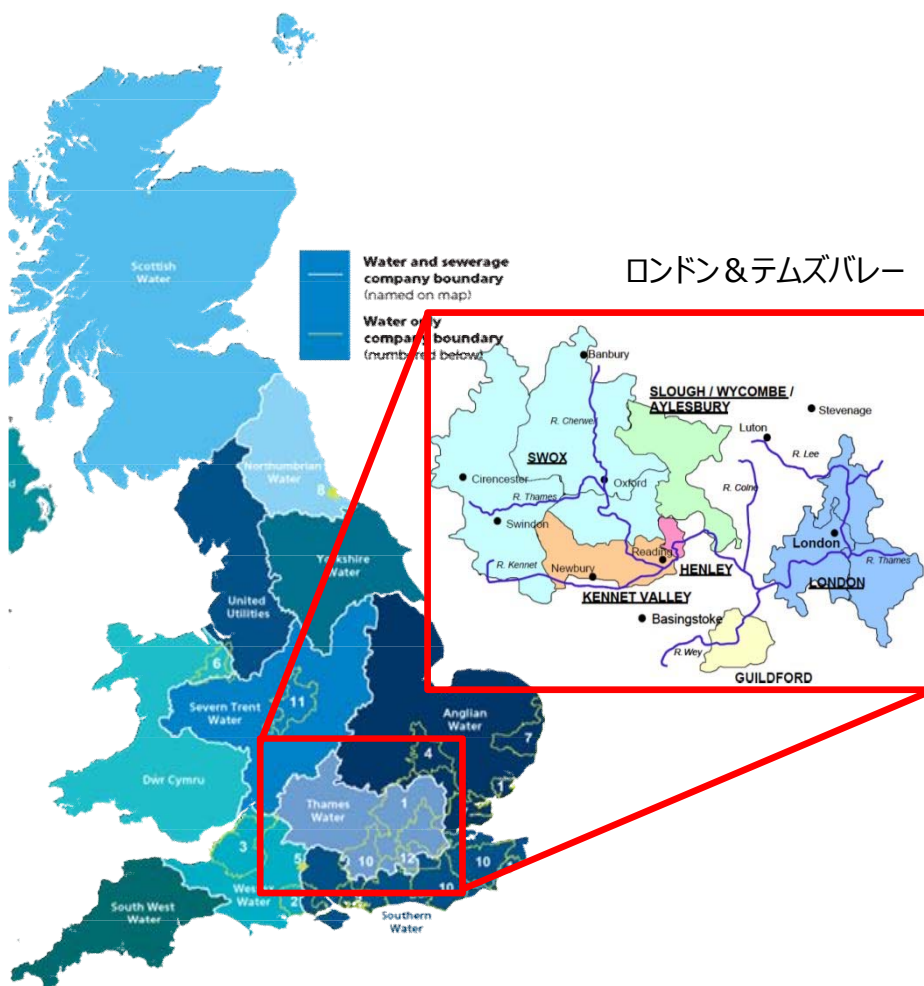 Scottish
Water
Water and sewerage
company boundary
(named on map)
Water only
company boundary
(numbered below)
ロンドン＆テムズバレー
Banbury
SLOUGH / WYCOMBE /
AYLESBURY
Stevenage
Luton
R. Cherwel
R. Lee
SWOX
Cirencester
Oxford
R. Colne
R. Thames
Swindon
London
Reading
R. Thames
R. Kennet
Newbury
HENLEY
LONDON
KENNET VALLEY
Basingstoke
R.Wey
GUILDFORD
Northumbrian
Water
8
Yorkshire
Water
United
Utilities
6
11
Severn Trent
Water
Anglian
Water
7
4
Dwr Cymru
Thames
Water
1
3
5
10
12
10
10
Wessex
Water
2
South West
Water
Southern
Water